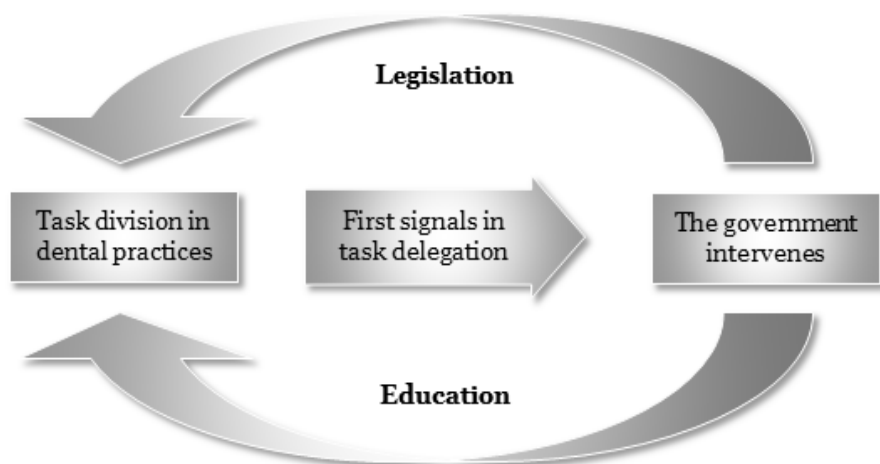 Legislation
Task division in
dental practices
First signals in
task delegation
The government
intervenes
Education